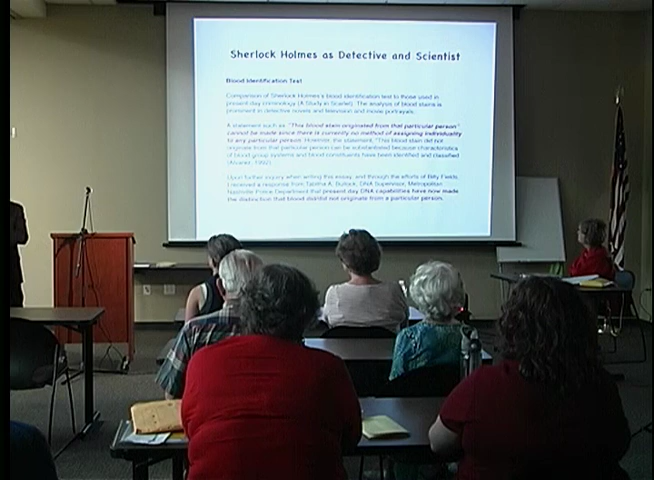 Sherlock Holmes as Detective and Scientist
Blood Identification Test
Comparison of Sherlock Holmes's blood identification test to those used in
present-day criminology (A Study in Scarlet). The analysis of blood stains is
prominent in detective novels and television and movie portrayals.
A statement such as, "This blood stain originated from that particular person"
cannot be made since there is currently no method of assigning individuality
to any particular person. However, the statement, "This blood stain did not
originate from that particular person can be substantiated because characteristics
of blood group systems and blood constituents have been identified and classified
(Alvarez, 1992).
Upon further inquiry when writing this essay, and through the efforts of Billy Fields,
I received a response from Tabitha A. Bullock, DNA Supervisor, Metropolitan
Nashville Police Department that present day DNA capabilities have now made
the distinction that blood did/did not originate from a particular person.